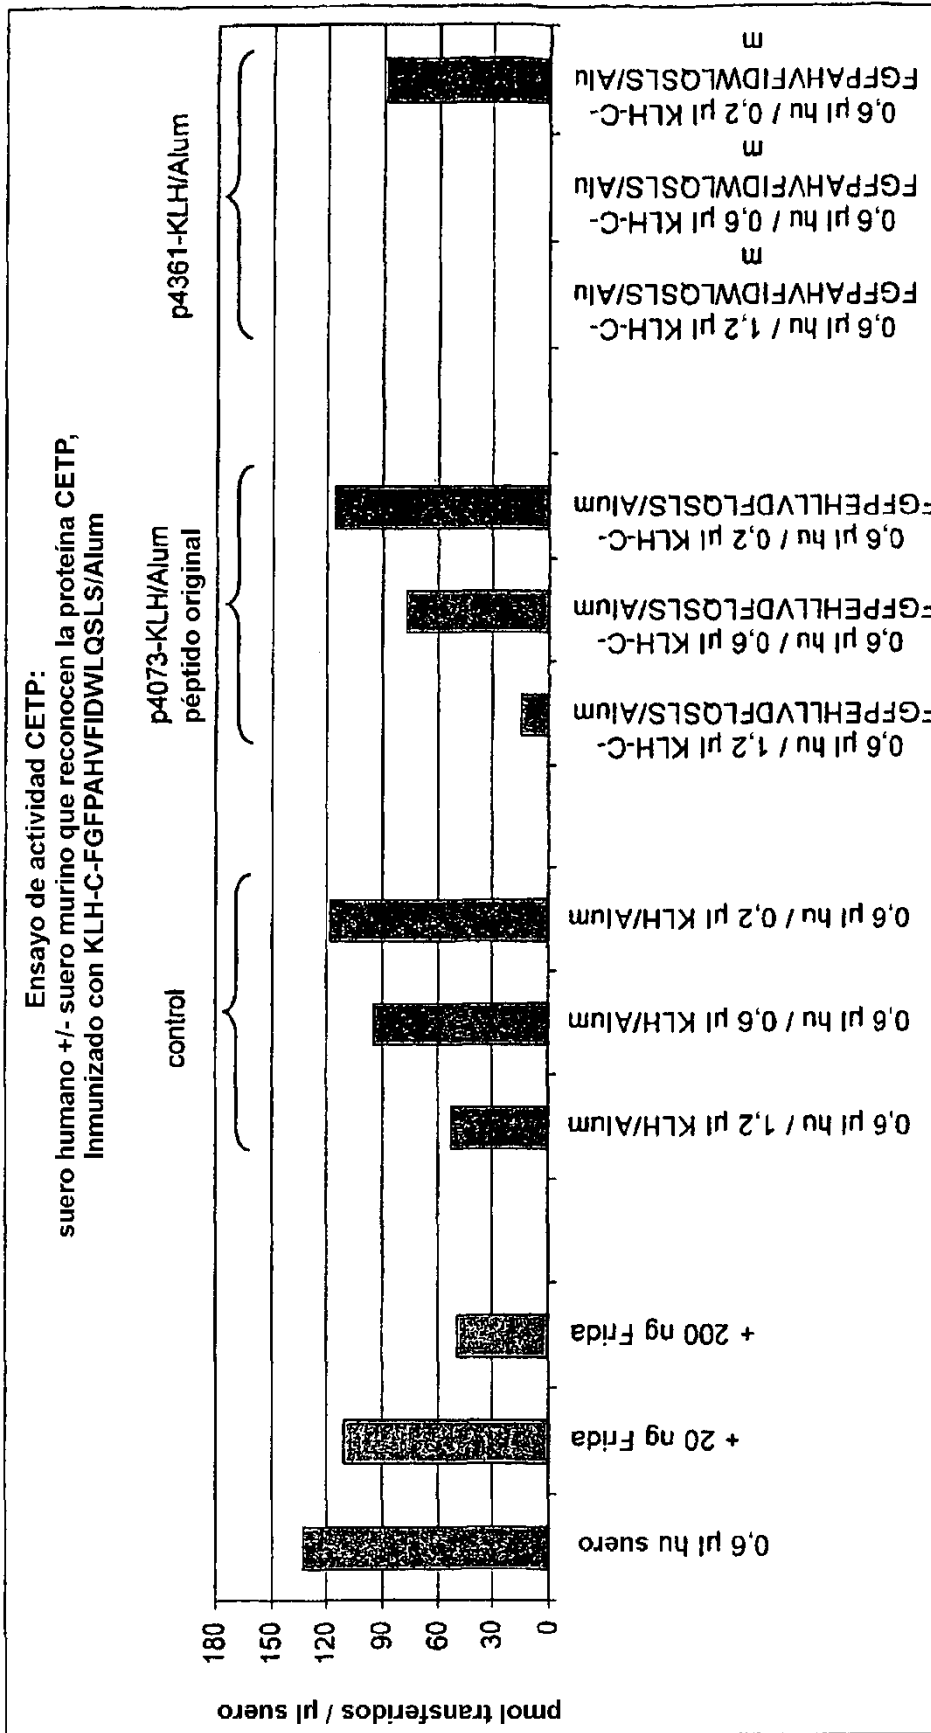 Ensayo de actividad CETP:
suero humano +/- suero murino que reconocen la proteína CETP,
Inmunizado con KLH-C-FGFPAHVFIDWLQSLS/Alum
control
p4073-KLH/Alum
péptido original
p4361-KLH/Alum
pmol transferidos / µl suero
180
150
120
90
60
30
0
0,6 µl hu suero
+ 20 ng Frida
+ 200 ng Frida
0,6 µl hu / 1,2 µl KLH/Alum
0,6 µl hu / 0,6 µl KLH/Alum
0,6 µl hu / 0,2 µl KLH/Alum
0,6 µl hu / 1,2 µl KLH-C-
FGFPEHLLVDFLQSLS/Alum
0,6 µl hu / 0,6 µl KLH-C-
FGFPEHLLVDFLQSLS/Alum
0,6 µl hu / 0,2 µl KLH-C-
FGFPEHLLVDFLQSLS/Alum
0,6 µl hu / 1,2 µl KLH-C-
FGFPAHVFIDWLQSLS/Alu
m
0,6 µl hu / 0,6 µl KLH-C-
FGFPAHVFIDWLQSLS/Alu
m
0,6 µl hu / 0,2 µl KLH-C-
FGFPAHVFIDWLQSLS/Alu
m